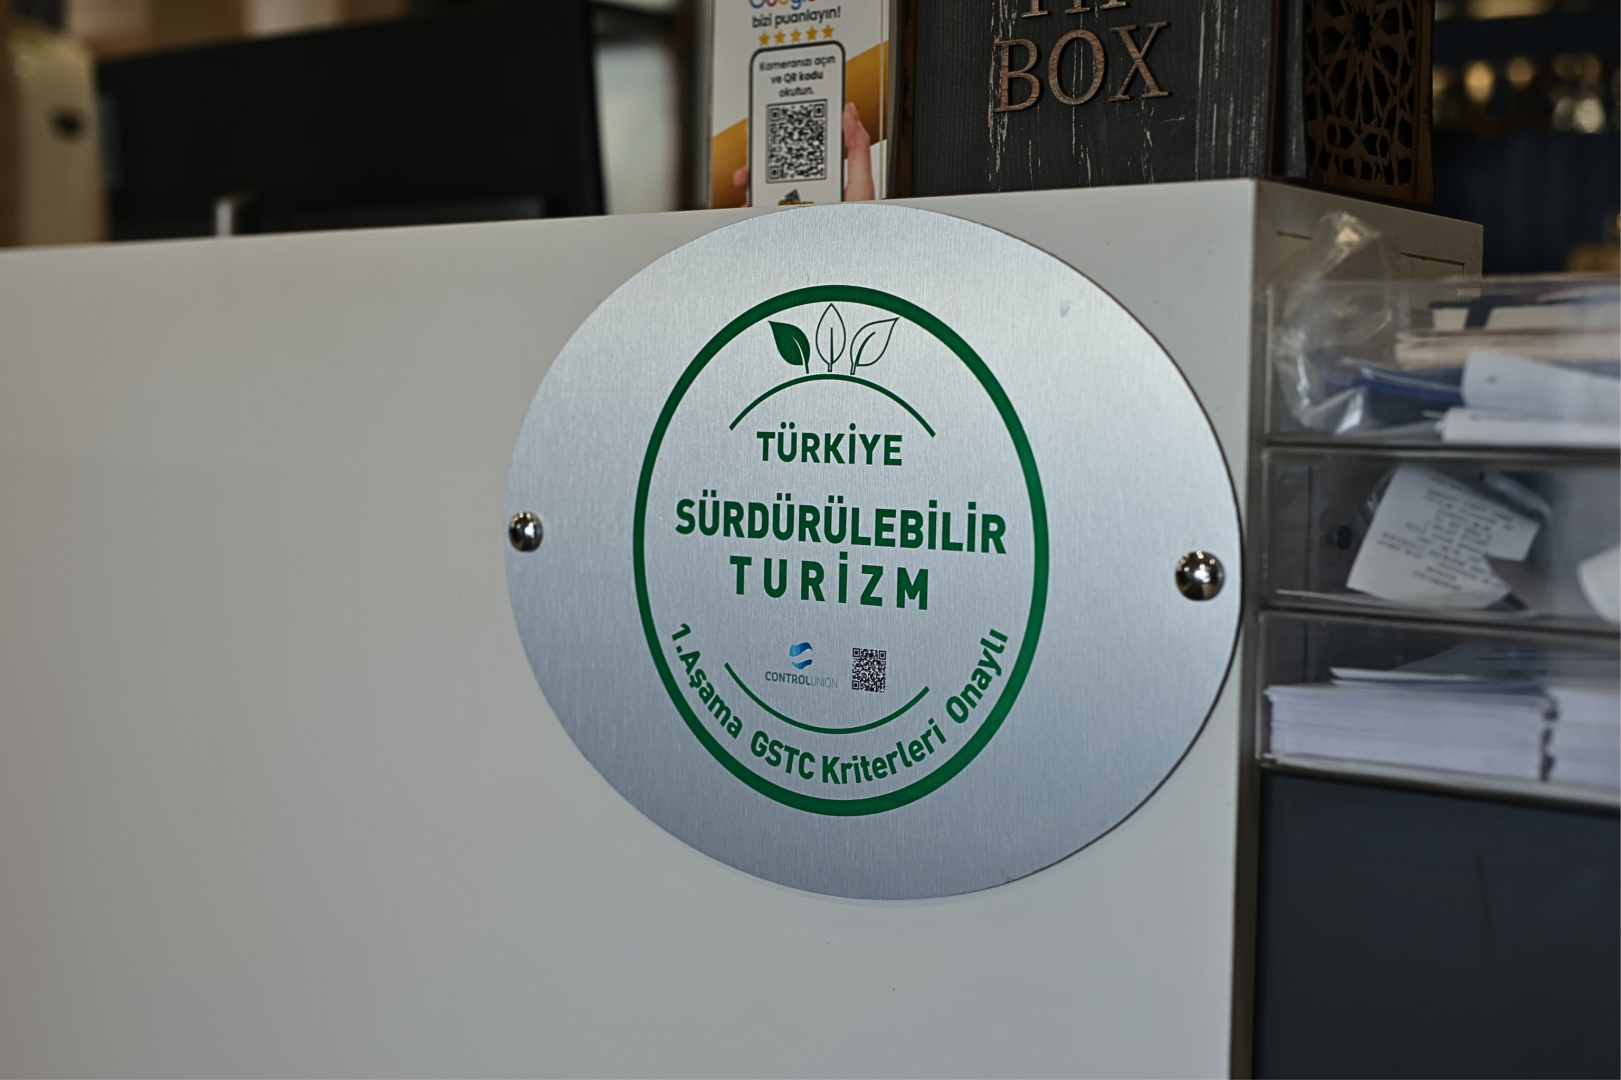 Google
bizi puanlayın!
Kameranızı açın
ve QR kodu
okutun.
BOX
TÜRKİYE
SÜRDÜRÜLEBİLİR
TURİZM
CONTROLUNION
1.Aşama GSTC Kriterleri Onaylı